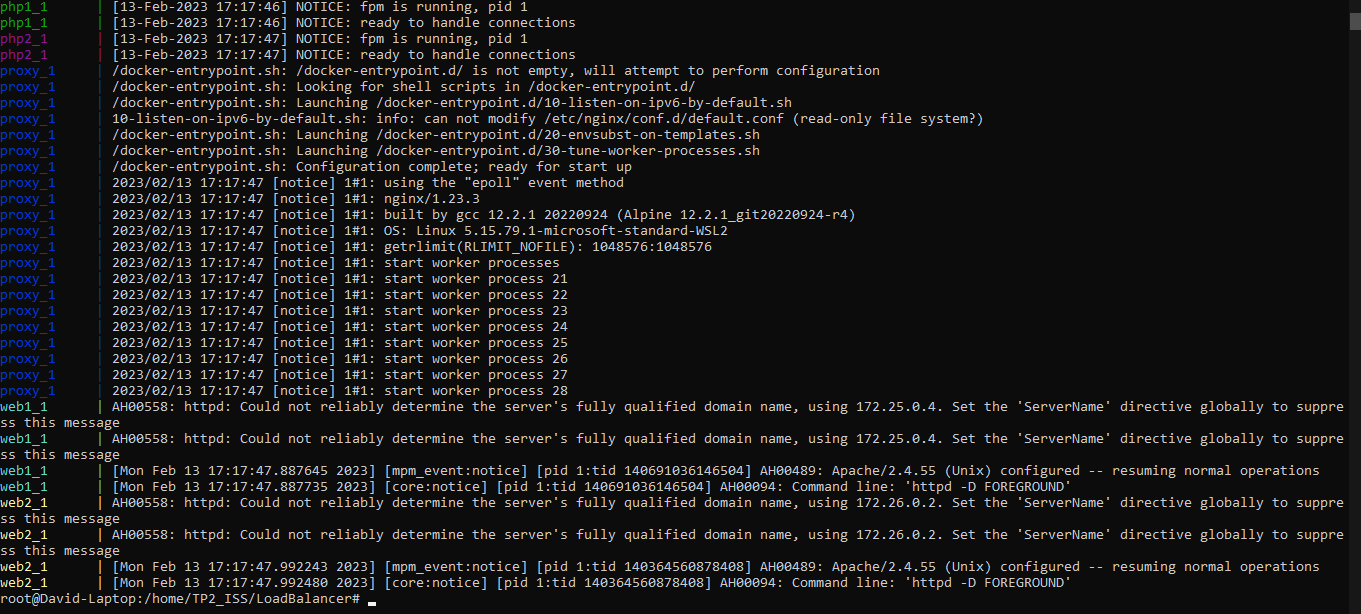 php1_1 | [13-Feb-2023 17:17:46] NOTICE: fpm is running, pid 1
php1_1 | [13-Feb-2023 17:17:46] NOTICE: ready to handle connections
php2_1 | [13-Feb-2023 17:17:47] NOTICE: fpm is running, pid 1
php2_1 | [13-Feb-2023 17:17:47] NOTICE: ready to handle connections
proxy_1 | /docker-entrypoint.sh: /docker-entrypoint.d/ is not empty, will attempt to perform configuration
proxy_1 | /docker-entrypoint.sh: Looking for shell scripts in /docker-entrypoint.d/
proxy_1 | /docker-entrypoint.sh: Launching /docker-entrypoint.d/10-listen-on-ipv6-by-default.sh
proxy_1 | 10-listen-on-ipv6-by-default.sh: info: can not modify /etc/nginx/conf.d/default.conf (read-only file system?)
proxy_1 | /docker-entrypoint.sh: Launching /docker-entrypoint.d/20-envsubst-on-templates.sh
proxy_1 | /docker-entrypoint.sh: Launching /docker-entrypoint.d/30-tune-worker-processes.sh
proxy_1 | /docker-entrypoint.sh: Configuration complete; ready for start up
proxy_1 | 2023/02/13 17:17:47 [notice] 1#1: using the "epoll" event method
proxy_1 | 2023/02/13 17:17:47 [notice] 1#1: nginx/1.23.3
proxy_1 | 2023/02/13 17:17:47 [notice] 1#1: built by gcc 12.2.1 20220924 (Alpine 12.2.1_git20220924-r4)
proxy_1 | 2023/02/13 17:17:47 [notice] 1#1: OS: Linux 5.15.79.1-microsoft-standard-WSL2
proxy_1 | 2023/02/13 17:17:47 [notice] 1#1: getrlimit(RLIMIT_NOFILE): 1048576:1048576
proxy_1 | 2023/02/13 17:17:47 [notice] 1#1: start worker processes
proxy_1 | 2023/02/13 17:17:47 [notice] 1#1: start worker process 21
proxy_1 | 2023/02/13 17:17:47 [notice] 1#1: start worker process 22
proxy_1 | 2023/02/13 17:17:47 [notice] 1#1: start worker process 23
proxy_1 | 2023/02/13 17:17:47 [notice] 1#1: start worker process 24
proxy_1 | 2023/02/13 17:17:47 [notice] 1#1: start worker process 25
proxy_1 | 2023/02/13 17:17:47 [notice] 1#1: start worker process 26
proxy_1 | 2023/02/13 17:17:47 [notice] 1#1: start worker process 27
proxy_1 | 2023/02/13 17:17:47 [notice] 1#1: start worker process 28
web1_1 | AH00558: httpd: Could not reliably determine the server's fully qualified domain name, using 172.25.0.4. Set the 'ServerName' directive globally to suppre
ss this message
web1_1 | AH00558: httpd: Could not reliably determine the server's fully qualified domain name, using 172.25.0.4. Set the 'ServerName' directive globally to suppre
ss this message
web1_1 | [Mon Feb 13 17:17:47.887645 2023] [mpm_event:notice] [pid 1:tid 140691036146504] AH00489: Apache/2.4.55 (Unix) configured -- resuming normal operations
web1_1 | [Mon Feb 13 17:17:47.887735 2023] [core:notice] [pid 1:tid 140691036146504] AH00094: Command line: 'httpd -D FOREGROUND'
web2_1 | AH00558: httpd: Could not reliably determine the server's fully qualified domain name, using 172.26.0.2. Set the 'ServerName' directive globally to suppre
ss this message
web2_1 | AH00558: httpd: Could not reliably determine the server's fully qualified domain name, using 172.26.0.2. Set the 'ServerName' directive globally to suppre
ss this message
web2_1 | [Mon Feb 13 17:17:47.992243 2023] [mpm_event:notice] [pid 1:tid 140364560878408] AH00489: Apache/2.4.55 (Unix) configured -- resuming normal operations
web2_1 | [Mon Feb 13 17:17:47.992480 2023] [core:notice] [pid 1:tid 140364560878408] AH00094: Command line: 'httpd -D FOREGROUND'
root@David-Laptop:/home/TP2_ISS/LoadBalancer#